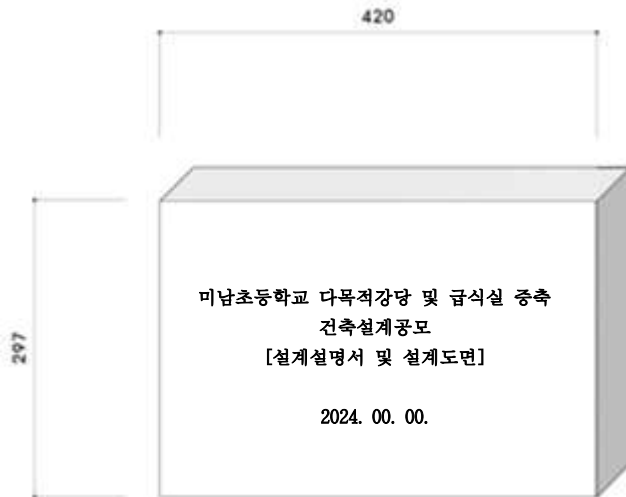 420
297
미남초등학교 다목적강당 및 급식실 증축
건축설계공모
[설계설명서 및 설계도면]
2024. 00. 00.